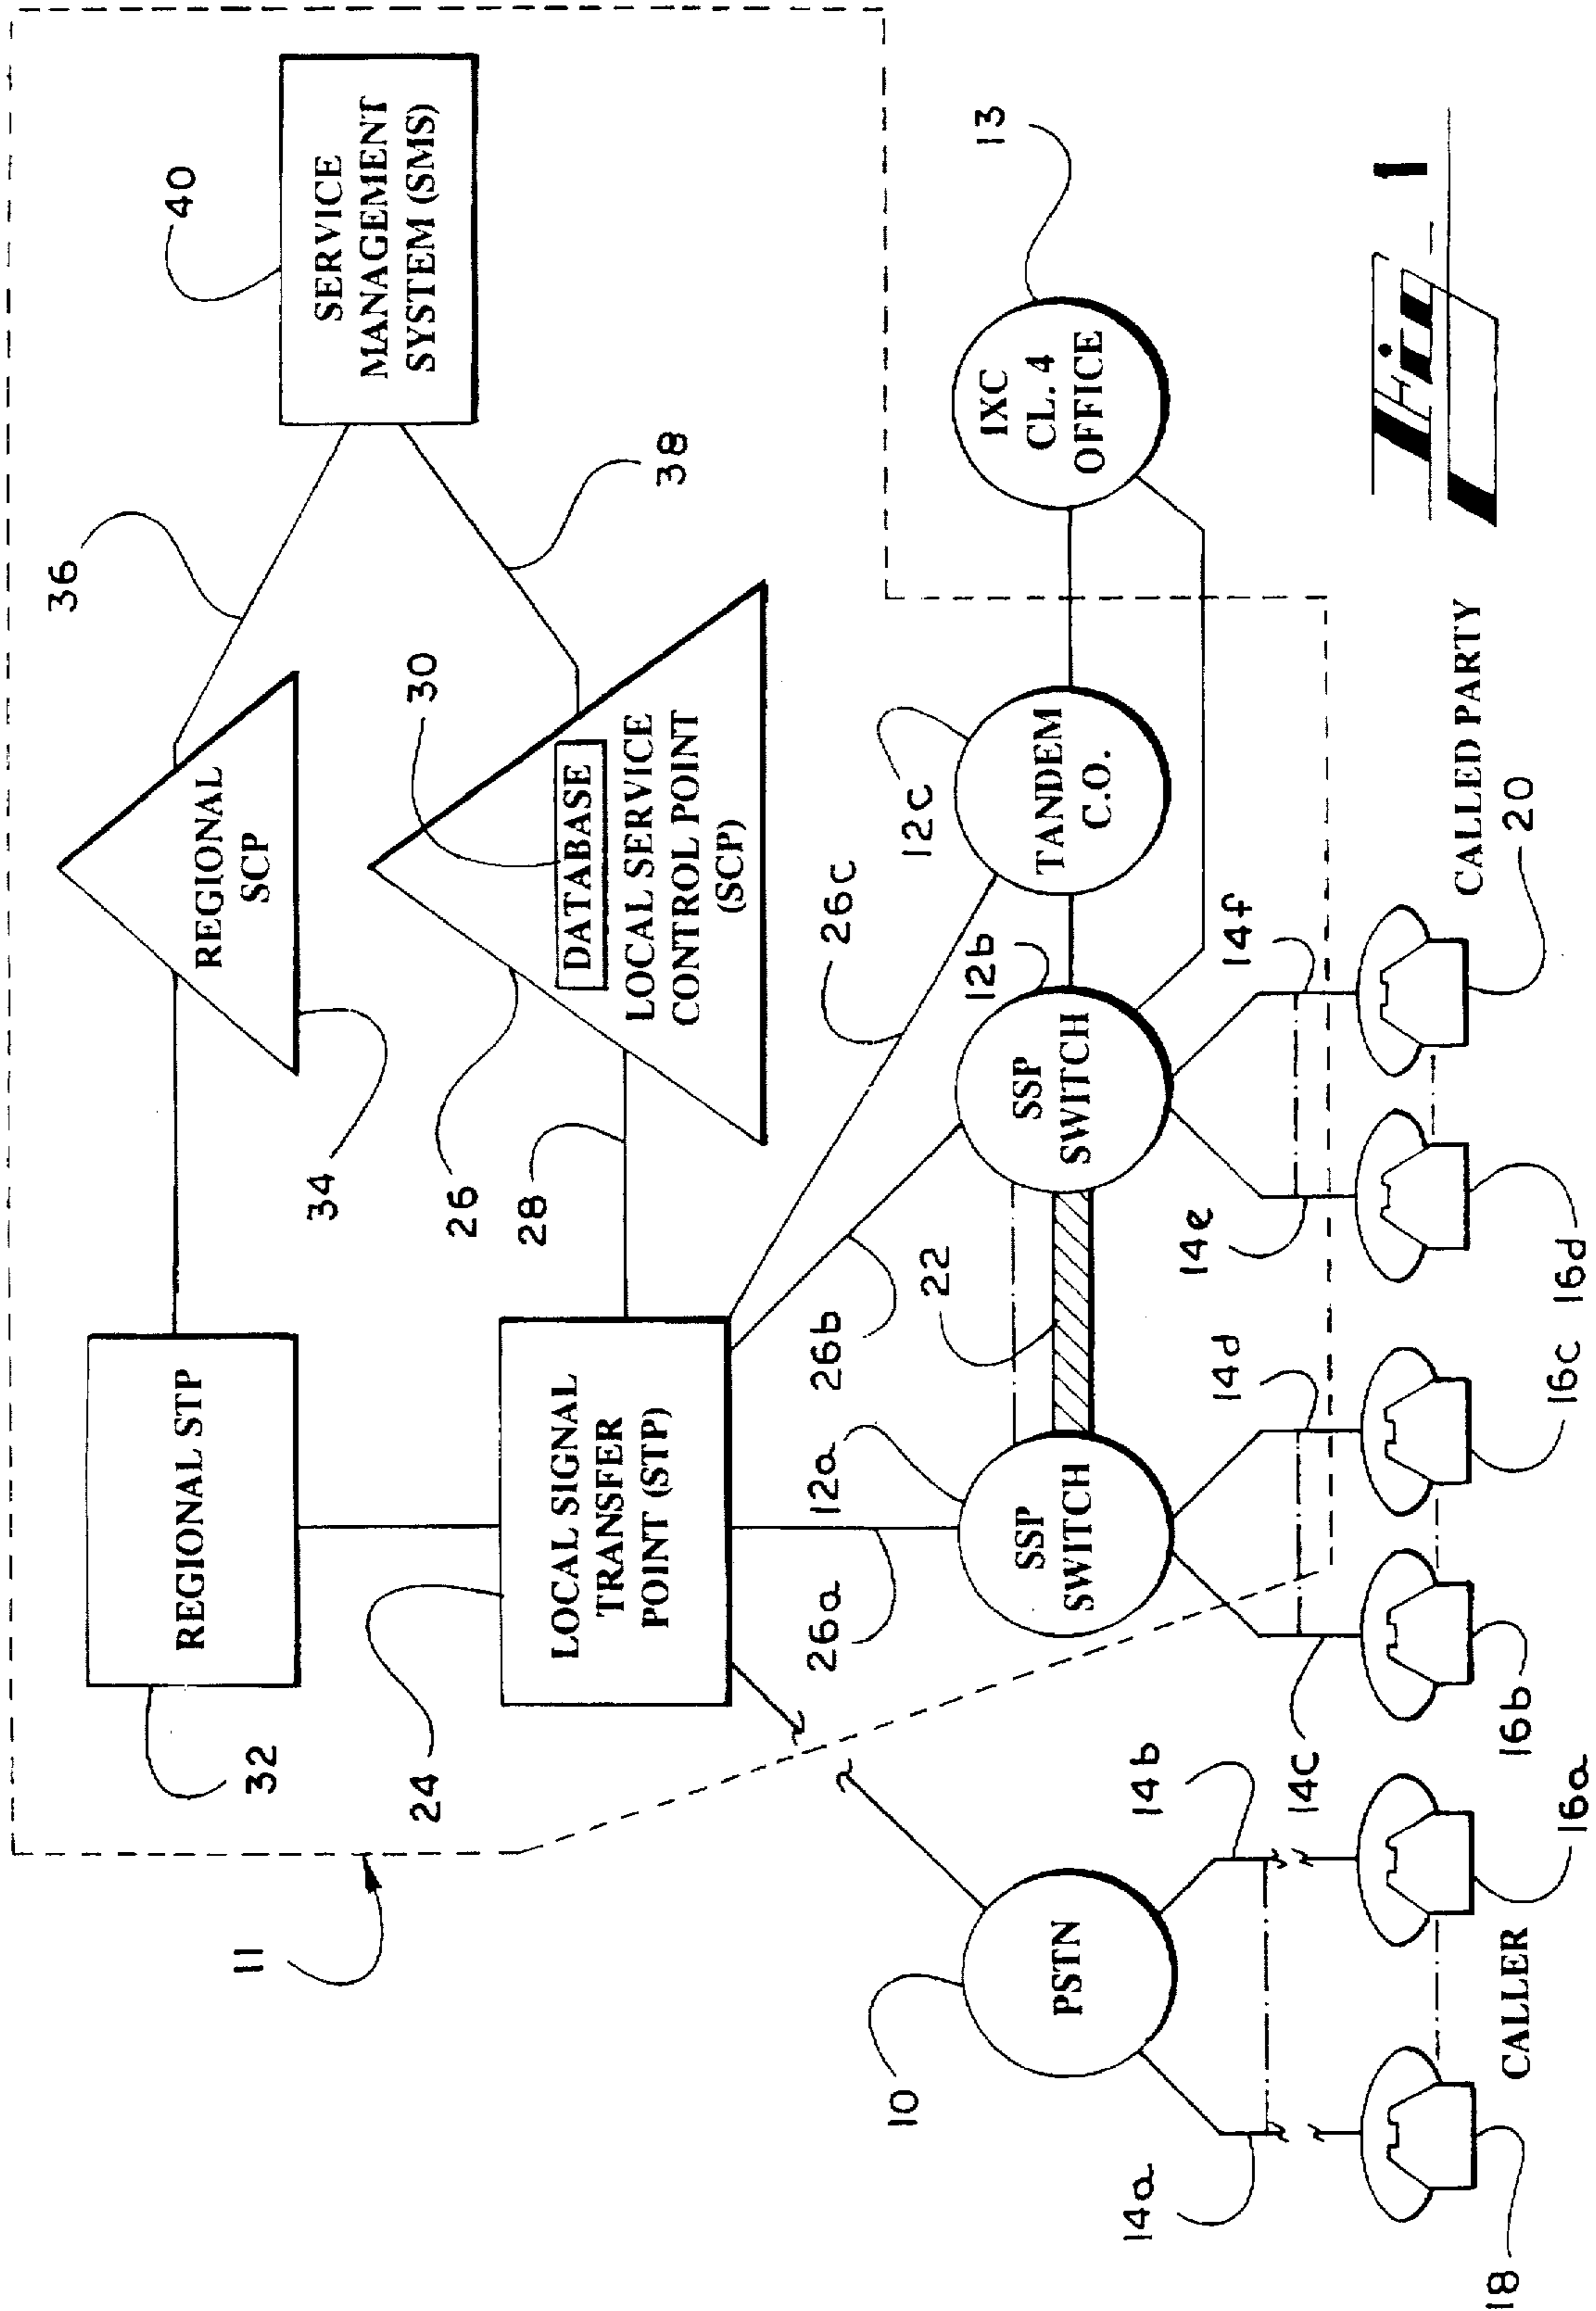 11
32
REGIONAL STP
34
REGIONAL
SCP
36
40
SERVICE
MANAGEMENT
SYSTEM (SMS)
38
24
LOCAL SIGNAL
TRANSFER
POINT (STP)
28
26
30
DATABASE
LOCAL SERVICE
CONTROL POINT
(SCP)
26a
12a
26b
26c
22
12b
12c
13
10
PSTN
SSP
SWITCH
SSP
SWITCH
TANDEM
C.O.
IXC
CL. 4
OFFICE
14a
14b
14c
14d
14e
14f
18
CALLER
16a
16b
16c
16d
20
CALLED PARTY
Fig. 1